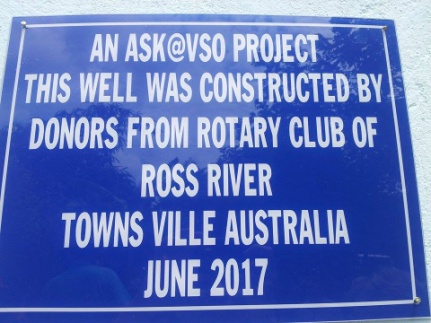 AN ASK@VSO PROJECT
THIS WELL WAS CONSTRUCTED BY
DONORS FROM ROTARY CLUB OF
ROSS RIVER
TOWNS VILLE AUSTRALIA
JUNE 2017